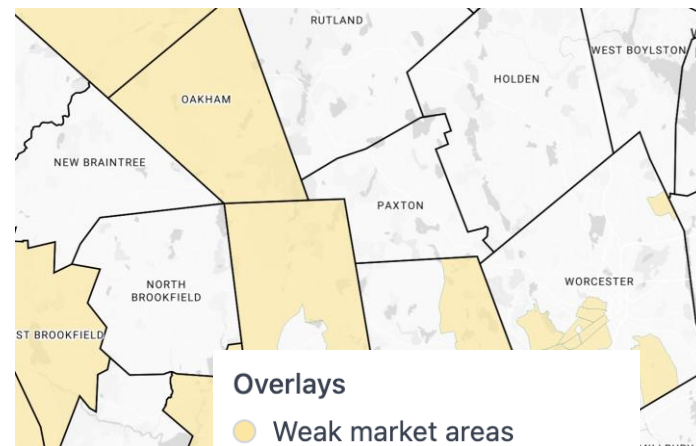 RUTLAND
WEST BOYLSTON
HOLDEN
OAKHAM
NEW BRAINTREE
PAXTON
WORCESTER
NORTH
BROOKFIELD
ST BROOKFIELD
Overlays
Weak market areas